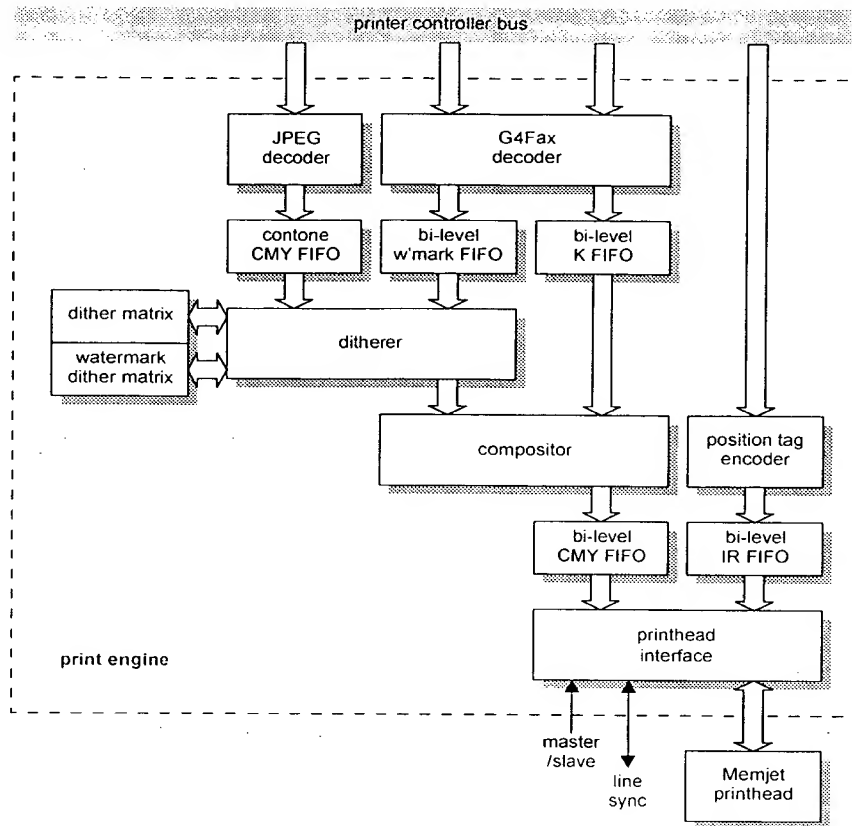 printer controller bus
JPEG
decoder
G4Fax
decoder
contone
CMY FIFO
bi-level
w'mark FIFO
bi-level
K FIFO
dither matrix
watermark
dither matrix
ditherer
compositor
position tag
encoder
bi-level
CMY FIFO
bi-level
IR FIFO
printhead
interface
print engine
master
/slave
line
sync
Memjet
printhead